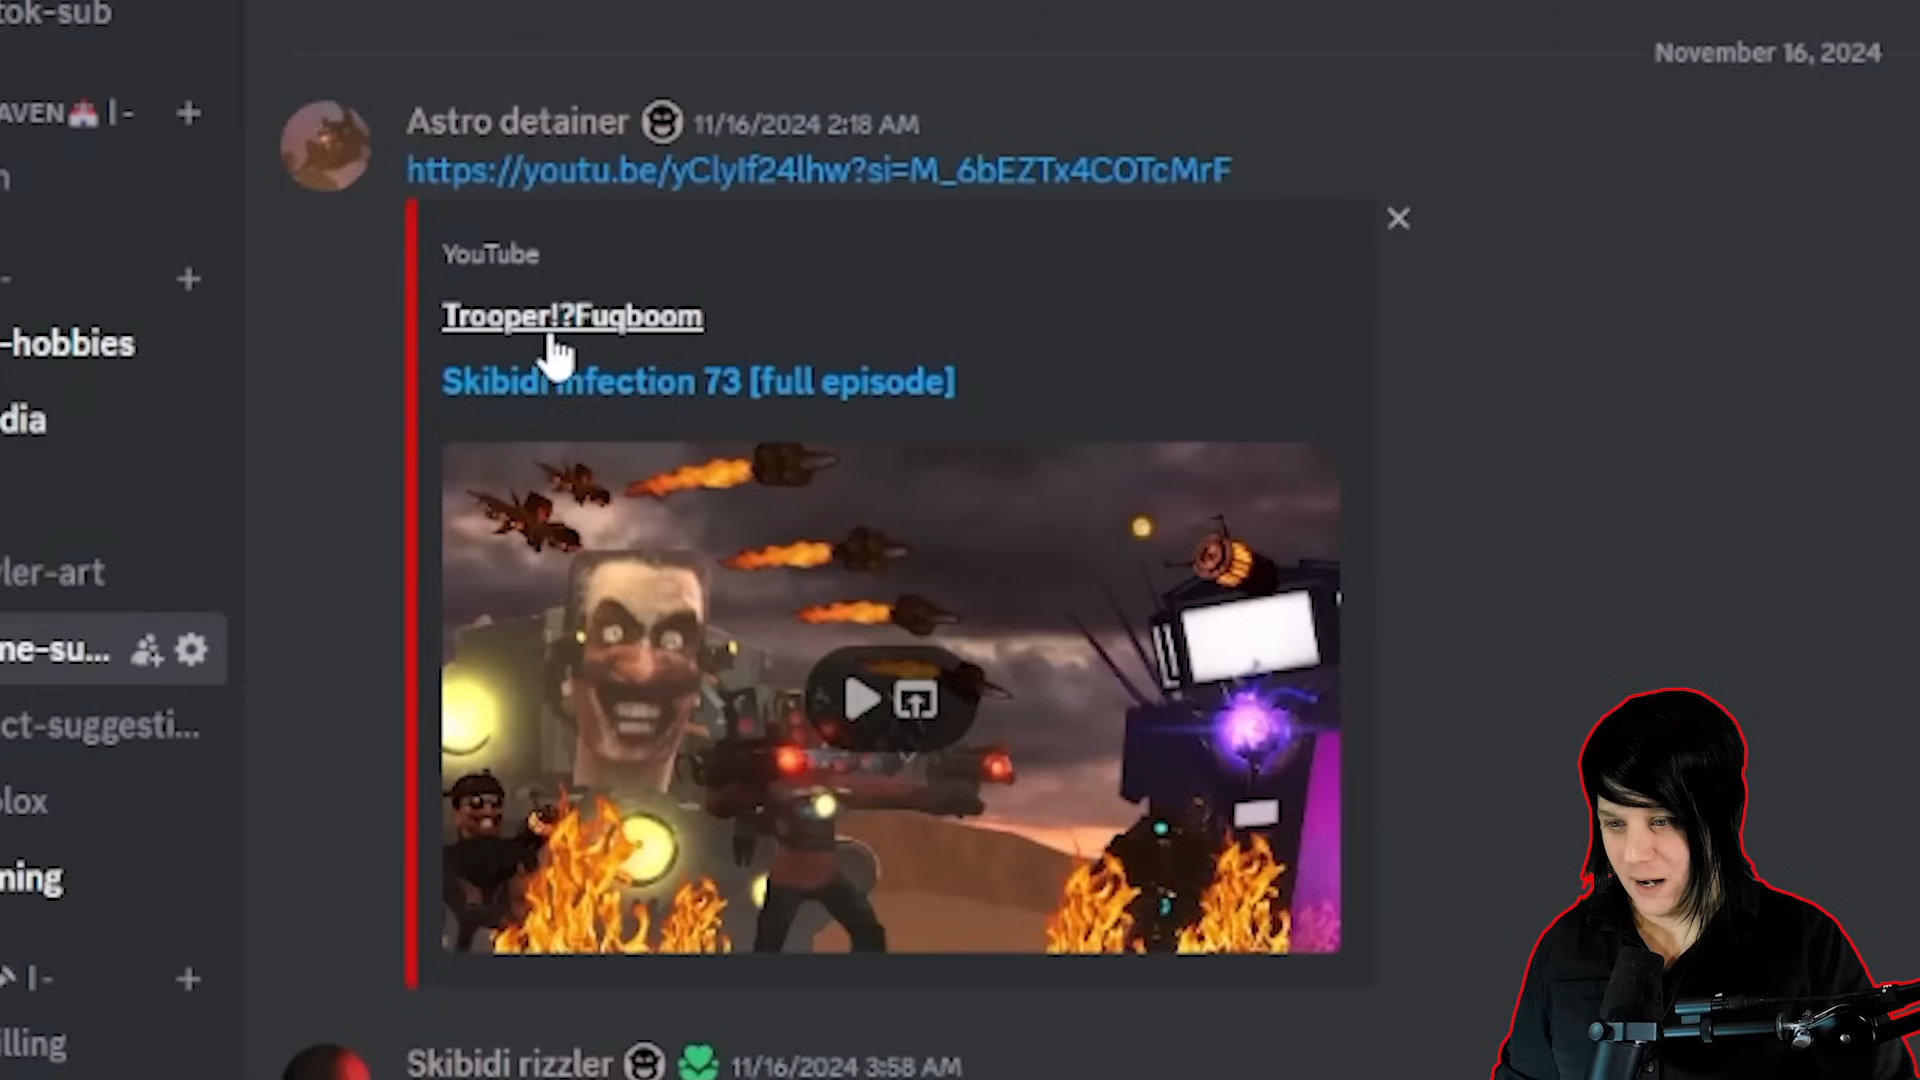 tok-sub
November 16, 2024
AVEN | -
Astro detainer 11/16/2024 2:18 AM
https://youtu.be/yClyIf24lhw?si=M_6bEZTx4COTcMrF
YouTube
Trooper!?Fuqboom
-hobbies
Skibidi Infection 73 [full episode]
dia
ler-art
ne-su...
ct-suggesti...
lox
ning
| -
lling
Skibidi rizzler 11/16/2024 3:58 AM